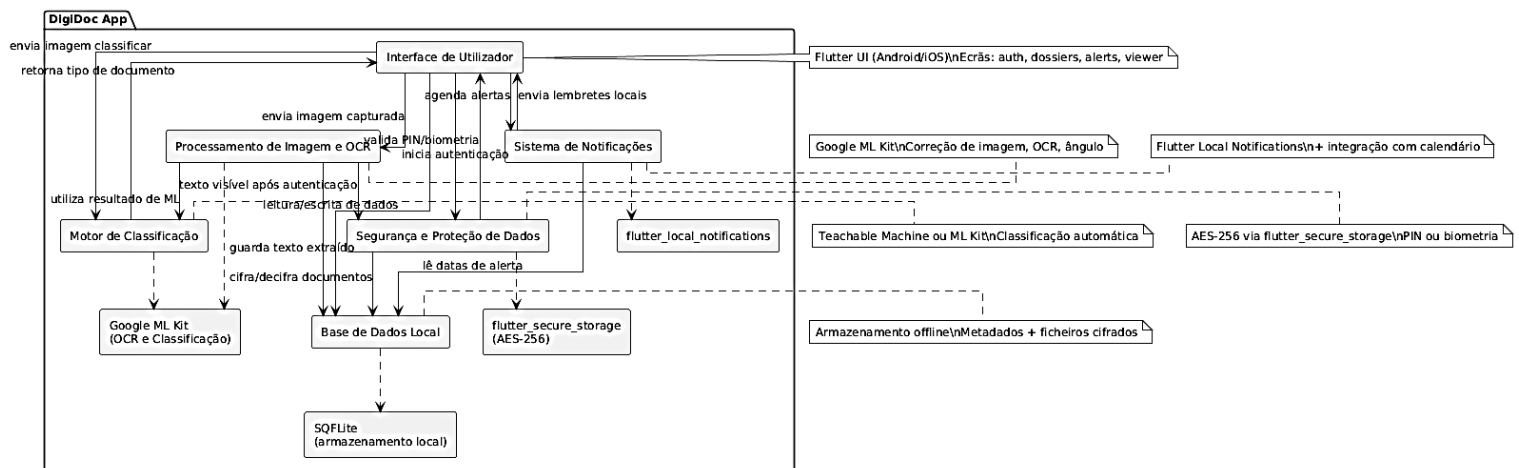 DigiDoc App
envia imagem classificar
Interface de Utilizador
Flutter UI (Android/iOS)\nEcrãs: auth, dossiers, alerts, viewer
retorna tipo de documento
agenda alertas
envia lembretes locais
envia imagem captured
valida PIN/biometria
Processamento de Imagem e OCR
inicia autenticação
Sistema de Notificações
Google ML Kit\nCorreção de imagem, OCR, ângulo
Flutter Local Notifications\n+ integração com calendário
texto visível após autenticação
utiliza resultado de ML
leitura/escrita de dados
Motor de Classificação
Segurança e Proteção de Dados
flutter_local_notifications
Teachable Machine ou ML Kit\nClassificação automática
AES-256 via flutter_secure_storage\nPIN ou biometria
guarda texto extraído
lê datas de alerta
cifra/decifra documentos
Google ML Kit
(OCR e Classificação)
Base de Dados Local
flutter_secure_storage
(AES-256)
Armazenamento offline\nMetadados + ficheiros cifrados
SQFLite
(armazenamento local)